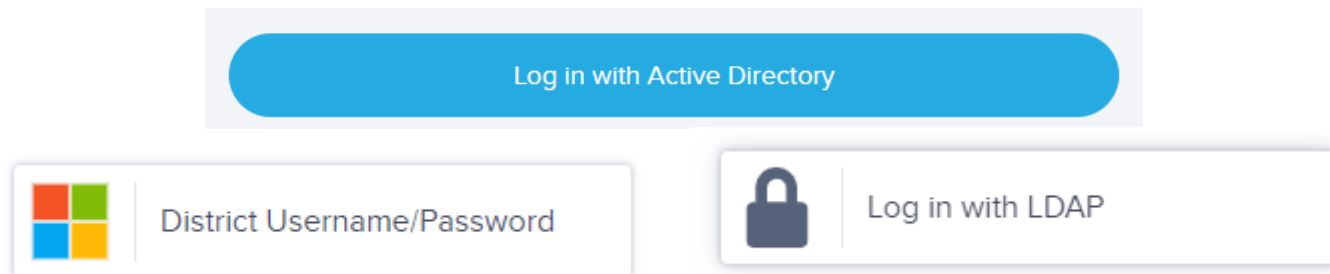 Log in with Active Directory
District Username/Password
Log in with LDAP